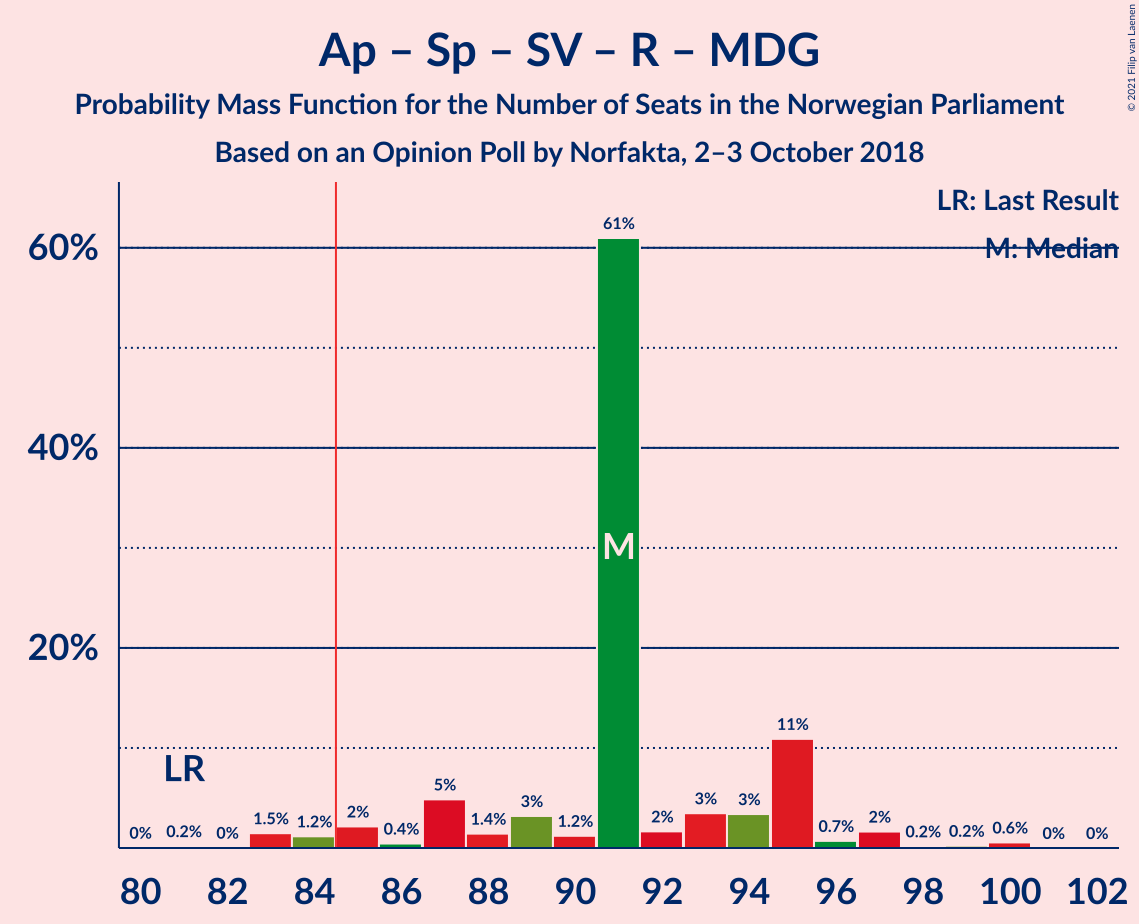 Ap – Sp – SV – R – MDG
Probability Mass Function for the Number of Seats in the Norwegian Parliament
Based on an Opinion Poll by Norfakta, 2–3 October 2018
© 2021 Filip van Laenen
LR: Last Result
M: Median
60%
40%
20%
LR
M
0% 0.2% 0% 1.5% 1.2% 2% 0.4% 5% 1.4% 3% 1.2% 61% 2% 3% 3% 11% 0.7% 2% 0.2% 0.2% 0.6% 0% 0%
80 82 84 86 88 90 92 94 96 98 100 102